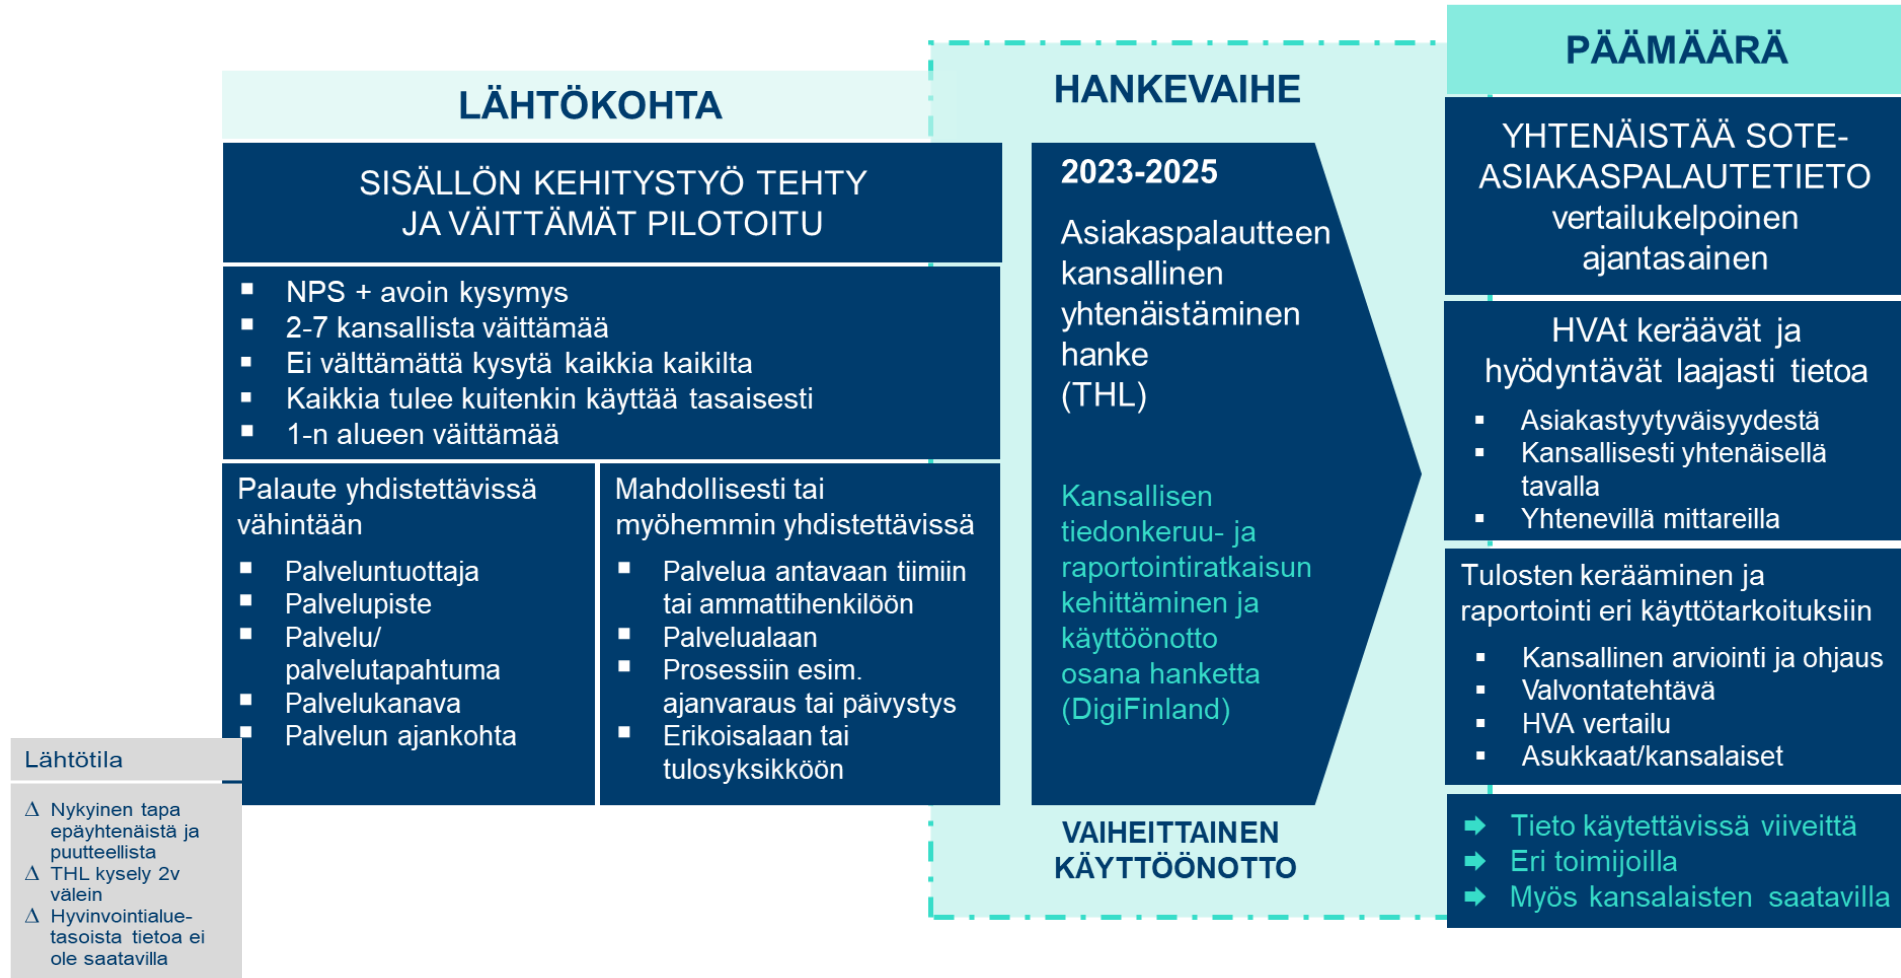 LÄHTÖKOHTA
SISÄLLÖN KEHITYSTYÖ TEHTY
JA VÄITTÄMÄT PILOTOITU
▪ NPS + avoin kysymys
▪ 2-7 kansallista väittämää
▪ Ei välttämättä kysytä kaikkia kaikilta
▪ Kaikkia tulee kuitenkin käyttää tasaisesti
▪ 1-n alueen väittämää
Palaute yhdistettävissä
vähintään
▪ Palveluntuottaja
▪ Palvelupiste
▪ Palvelu/
palvelutapahtuma
▪ Palvelukanava
▪ Palvelun ajankohta
Mahdollisesti tai
myöhemmin yhdistettävissä
▪ Palvelua antavaan tiimiin
tai ammattihenkilöön
▪ Palvelualaan
▪ Prosessiin esim.
ajanvaraus tai päivystys
▪ Erikoisalaan tai
tulosyksikköön
Lähtötila
Δ Nykyinen tapa
epäyhtenäistä ja
puutteellista
Δ THL kysely 2v
välein
Δ Hyvinvointialue-
tasoista tietoa ei
ole saatavilla
HANKEVAIHE
2023-2025
Asiakaspalautteen
kansallinen
yhtenäistäminen
hanke
(THL)
Kansallisen
tiedonkeruu- ja
raportointiratkaisun
kehittäminen ja
käyttöönotto
osana hanketta
(DigiFinland)
VAIHEITTAINEN
KÄYTTÖÖNOTTO
PÄÄMÄÄRÄ
YHTENÄISTÄÄ SOTE-
ASIAKASPALAUTETIETO
vertailukelpoinen
ajantasainen
HVAt keräävät ja
hyödyntävät laajasti tietoa
▪ Asiakastyytyväisyydestä
▪ Kansallisesti yhtenäisellä
tavalla
▪ Yhtenevillä mittareilla
Tulosten kerääminen ja
raportointi eri käyttötarkoituksiin
▪ Kansallinen arviointi ja ohjaus
▪ Valvontatehtävä
▪ HVA vertailu
▪ Asukkaat/kansalaiset
🡆 Tieto käytettävissä viiveittä
🡆 Eri toimijoilla
🡆 Myös kansalaisten saatavilla